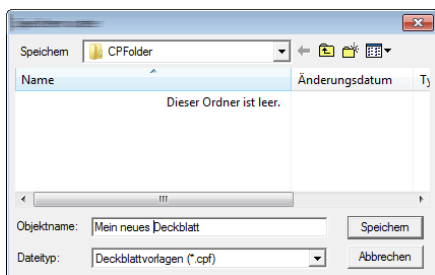 Speichern CPFolder
Name Änderungsdatum Ty
Dieser Ordner ist leer.
Objektname: Mein neues Deckblatt Speichern
Dateityp: Deckblattvorlagen (*.cpf) Abbrechen